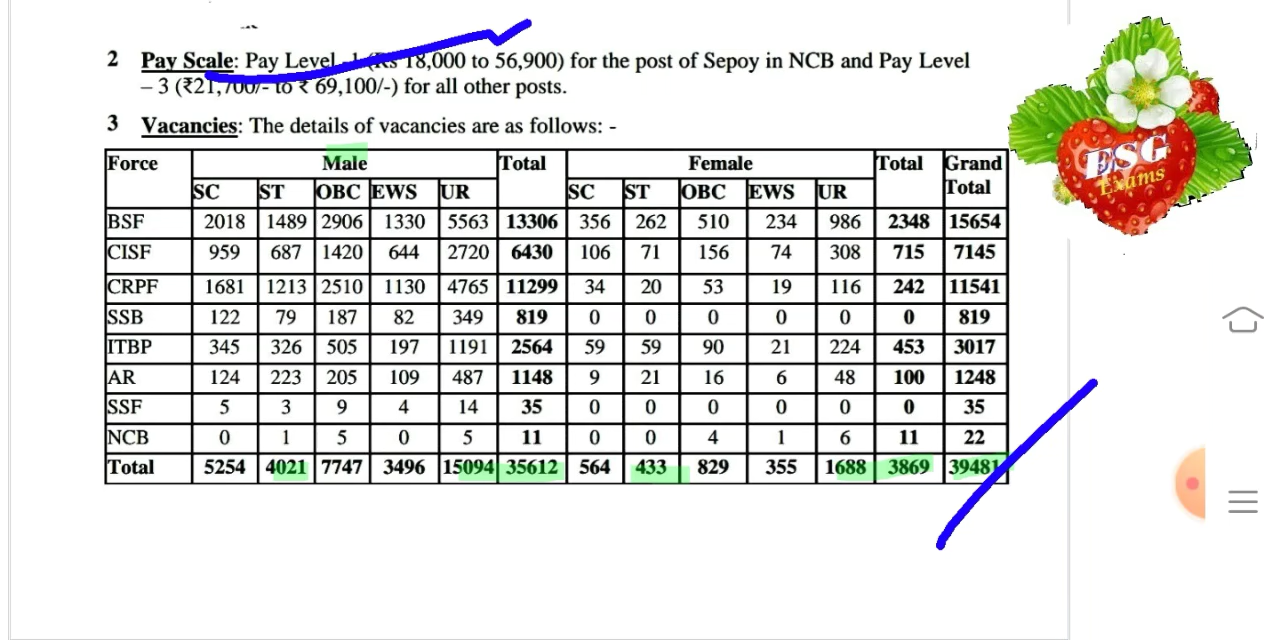 2 Pay Scale: Pay Level -1 (Rs 18,000 to 56,900) for the post of Sepoy in NCB and Pay Level
– 3 (₹21,700/- to ₹ 69,100/-) for all other posts.
3 Vacancies: The details of vacancies are as follows: -
Force Male Total Female Total Grand Total
SC ST OBC EWS UR SC ST OBC EWS UR
BSF 2018 1489 2906 1330 5563 13306 356 262 510 234 986 2348 15654
CISF 959 687 1420 644 2720 6430 106 71 156 74 308 715 7145
CRPF 1681 1213 2510 1130 4765 11299 34 20 53 19 116 242 11541
SSB 122 79 187 82 349 819 0 0 0 0 0 0 819
ITBP 345 326 505 197 1191 2564 59 59 90 21 224 453 3017
AR 124 223 205 109 487 1148 9 21 16 6 48 100 1248
SSF 5 3 9 4 14 35 0 0 0 0 0 0 35
NCB 0 1 5 0 5 11 0 0 4 1 6 11 22
Total 5254 4021 7747 3496 15094 35612 564 433 829 355 1688 3869 39481
ESG
Exams